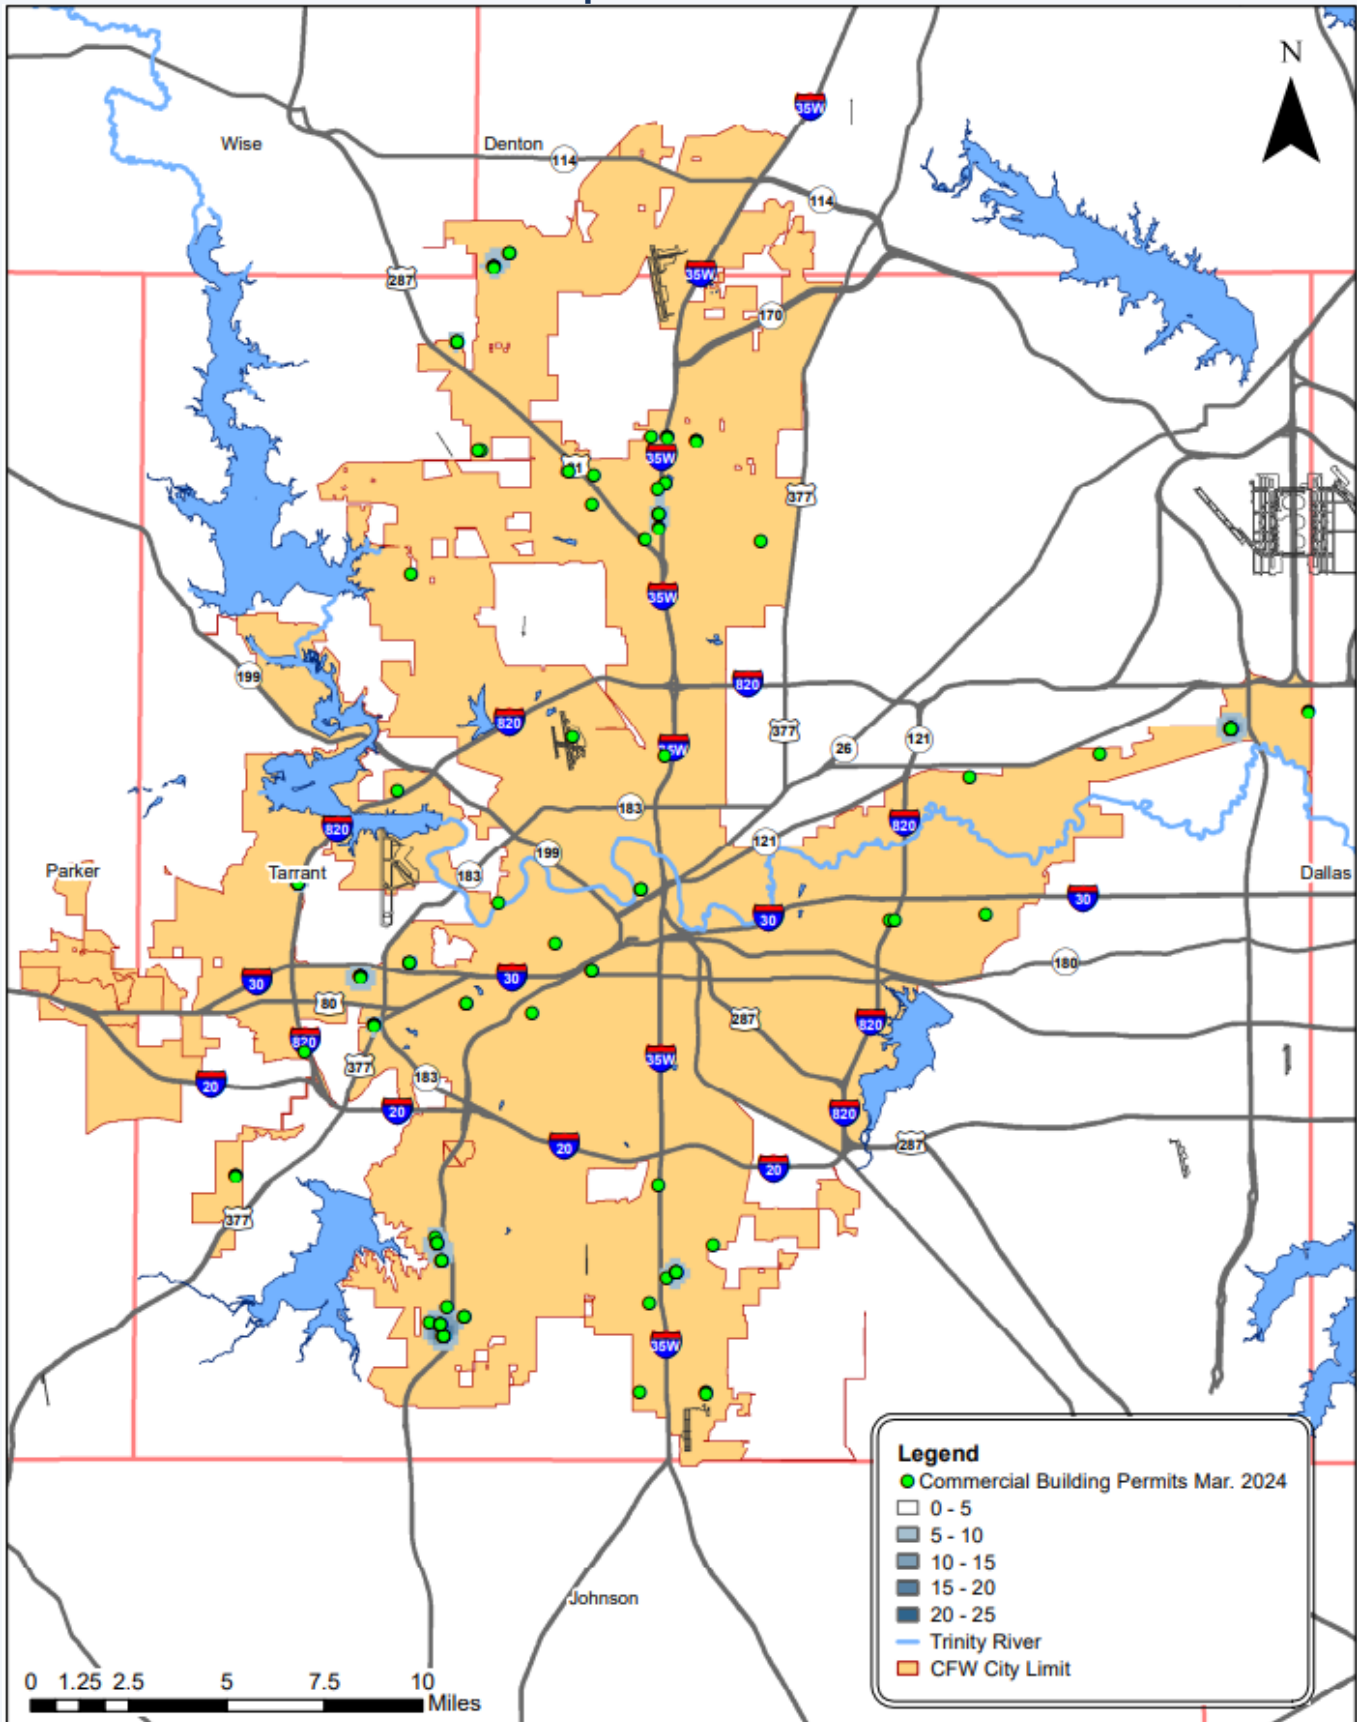 N
35W
Wise
Denton
114
114
287
35W
170
35W
377
35W
199
820
820
377
26
121
35W
183
820
121
820
199
183
Parker
Tarrant
Dallas
30
30
180
30
30
80
287
820
820
35W
377
183
20
20
820
287
20
20
377
35W
Legend
Commercial Building Permits Mar. 2024
0 - 5
5 - 10
10 - 15
15 - 20
20 - 25
Trinity River
CFW City Limit
Johnson
0 1.25 2.5 5 7.5 10
Miles